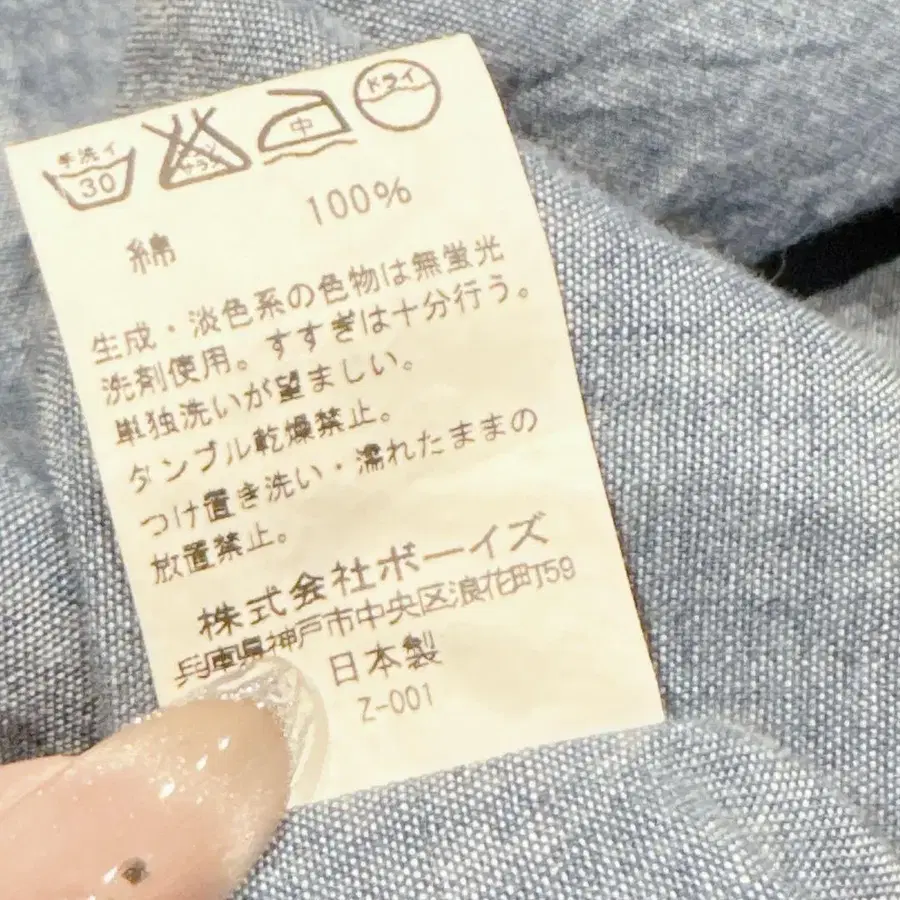 手洗イ 30
エンソ サラシ
中
ドライ
綿 100%
生成・淡色系の色物は無蛍光
洗剤使用。すすぎは十分行う。
単独洗いが望ましい。
タンブル乾燥禁止。
つけ置き洗い・濡れたままの
放置禁止。
株式会社ボーイズ
兵庫県神戸市中央区浪花町59
日本製
Z-001